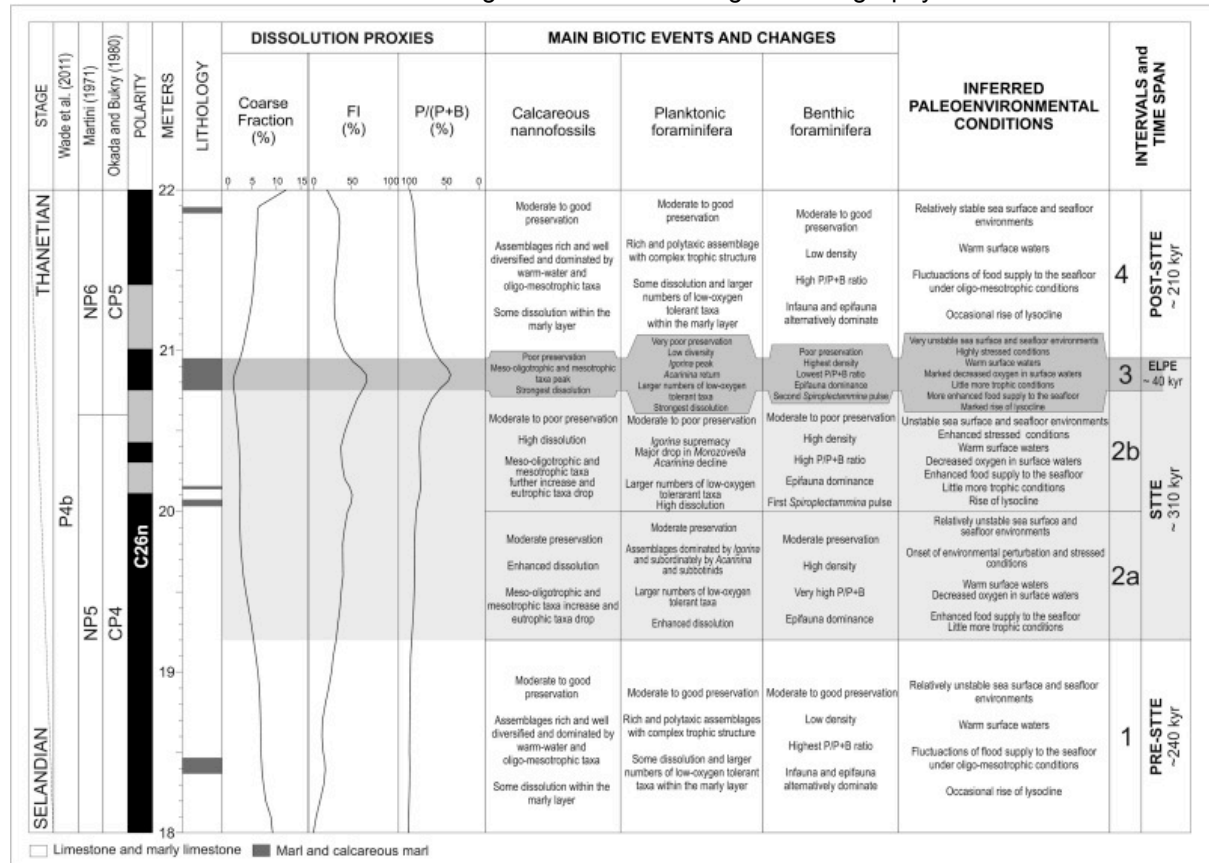 DISSOLUTION PROXIES
MAIN BIOTIC EVENTS AND CHANGES
STAGE
Wade et al. (2011)
Martini (1971)
Okada and Bukry (1980)
POLARITY
METERS
LITHOLOGY
Coarse
Fraction
(%)
FI
(%)
P/(P+B)
(%)
Calcareous
nannofossils
Planktonic
foraminifera
Benthic
foraminifera
INFERRED
PALEOENVIRONMENTAL
CONDITIONS
INTERVALS and
TIME SPAN
0 5 10 15 0 50 100 100 50 0
22
21
20
19
18
THANETIAN
SELANDIAN
P4b
NP6
NP5
CP5
CP4
C26n
Moderate to good
preservation
Assemblages rich and well
diversified and dominated by
warm-water and
oligo-mesotrophic taxa
Some dissolution within the
marly layer
Moderate to good
preservation
Rich and polytaxic assemblage
with complex trophic structure
Some dissolution and larger
numbers of low-oxygen
tolerant taxa
within the marly layer
Moderate to good
preservation
Low density
High P/P+B ratio
Infauna and epifauna
alternatively dominate
Relatively stable sea surface and seafloor
environments
Warm surface waters
Fluctuations of food supply to the seafloor
under oligo-mesotrophic conditions
Occasional rise of lysocline
4
POST-STTE
~ 210 kyr
Poor preservation
Meso-oligotrophic and mesotrophic
taxa peak
Strongest dissolution
Very poor preservation
Low diversity
Igorina peak
Acarinina return
Larger numbers of low-oxygen
tolerant taxa
Strongest dissolution
Poor preservation
Highest density
Lowest P/P+B ratio
Epifauna dominance
Second Spiroplectammina pulse
Very unstable sea surface and seafloor environments
Highly stressed conditions
Warm surface waters
Marked decreased oxygen in surface waters
Little more trophic conditions
More enhanced food supply to the seafloor
Marked rise of lysocline
3
ELPE
~ 40 kyr
Moderate to poor preservation
High dissolution
Meso-oligotrophic and
mesotrophic taxa
further increase and
eutrophic taxa drop
Moderate to poor preservation
Igorina supremacy
Major drop in Morozovella
Acarinina decline
Larger numbers of low-oxygen
tolerarant taxa
High dissolution
Moderate to poor preservation
High density
High P/P+B ratio
Epifauna dominance
First Spiroplectammina pulse
Unstable sea surface and seafloor environments
Enhanced stressed conditions
Warm surface waters
Decreased oxygen in surface waters
Enhanced food supply to the seafloor
Little more trophic conditions
Rise of lysocline
2b
STTE
~ 310 kyr
Moderate preservation
Enhanced dissolution
Meso-oligotrophic and
mesotrophic taxa increase and
eutrophic taxa drop
Moderate preservation
Assemblages dominated by Igorina
and subordinately by Acarinina
and subbotinids
Larger numbers of low-oxygen
tolerant taxa
Enhanced dissolution
Moderate preservation
High density
Very high P/P+B
Epifauna dominance
Relatively unstable sea surface and
seafloor environments
Onset of environmental perturbation and stressed
conditions
Warm surface waters
Decreased oxygen in surface waters
Enhanced food supply to the seafloor
Little more trophic conditions
2a
Moderate to good
preservation
Assemblages rich and well
diversified and dominated by
warm-water and
oligo-mesotrophic taxa
Some dissolution within the
marly layer
Moderate to good preservation
Rich and polytaxic assemblages
with complex trophic structure
Some dissolution and larger
numbers of low-oxygen tolerant
taxa within the marly layer
Moderate to good preservation
Low density
Highest P/P+B ratio
Infauna and epifauna
alternatively dominate
Relatively unstable sea surface and seafloor
environments
Warm surface waters
Fluctuations of flood supply to the seafloor
under oligo-mesotrophic conditions
Occasional rise of lysocline
1
PRE-STTE
~240 kyr
Limestone and marly limestone
Marl and calcareous marl